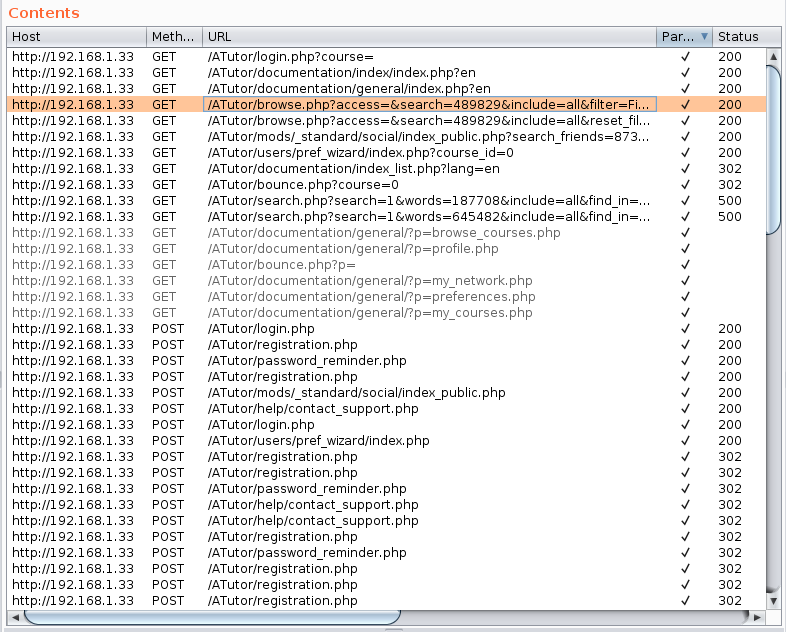 Contents
Host Meth... URL Par... Status
http://192.168.1.33 GET /ATutor/login.php?course= ✓ 200
http://192.168.1.33 GET /ATutor/documentation/index/index.php?en ✓ 200
http://192.168.1.33 GET /ATutor/documentation/general/index.php?en ✓ 200
http://192.168.1.33 GET /ATutor/browse.php?access=&search=489829&include=all&filter=Fi... ✓ 200
http://192.168.1.33 GET /ATutor/browse.php?access=&search=489829&include=all&reset_fil... ✓ 200
http://192.168.1.33 GET /ATutor/mods/_standard/social/index_public.php?search_friends=873... ✓ 200
http://192.168.1.33 GET /ATutor/users/pref_wizard/index.php?course_id=0 ✓ 200
http://192.168.1.33 GET /ATutor/documentation/index_list.php?lang=en ✓ 302
http://192.168.1.33 GET /ATutor/bounce.php?course=0 ✓ 302
http://192.168.1.33 GET /ATutor/search.php?search=1&words=187708&include=all&find_in=... ✓ 500
http://192.168.1.33 GET /ATutor/search.php?search=1&words=645482&include=all&find_in=... ✓ 500
http://192.168.1.33 GET /ATutor/documentation/general/?p=browse_courses.php ✓
http://192.168.1.33 GET /ATutor/documentation/general/?p=profile.php ✓
http://192.168.1.33 GET /ATutor/bounce.php?p= ✓
http://192.168.1.33 GET /ATutor/documentation/general/?p=my_network.php ✓
http://192.168.1.33 GET /ATutor/documentation/general/?p=preferences.php ✓
http://192.168.1.33 GET /ATutor/documentation/general/?p=my_courses.php ✓
http://192.168.1.33 POST /ATutor/login.php ✓ 200
http://192.168.1.33 POST /ATutor/registration.php ✓ 200
http://192.168.1.33 POST /ATutor/password_reminder.php ✓ 200
http://192.168.1.33 POST /ATutor/registration.php ✓ 200
http://192.168.1.33 POST /ATutor/mods/_standard/social/index_public.php ✓ 200
http://192.168.1.33 POST /ATutor/help/contact_support.php ✓ 200
http://192.168.1.33 POST /ATutor/login.php ✓ 200
http://192.168.1.33 POST /ATutor/users/pref_wizard/index.php ✓ 200
http://192.168.1.33 POST /ATutor/registration.php ✓ 302
http://192.168.1.33 POST /ATutor/registration.php ✓ 302
http://192.168.1.33 POST /ATutor/password_reminder.php ✓ 302
http://192.168.1.33 POST /ATutor/help/contact_support.php ✓ 302
http://192.168.1.33 POST /ATutor/help/contact_support.php ✓ 302
http://192.168.1.33 POST /ATutor/registration.php ✓ 302
http://192.168.1.33 POST /ATutor/password_reminder.php ✓ 302
http://192.168.1.33 POST /ATutor/registration.php ✓ 302
http://192.168.1.33 POST /ATutor/registration.php ✓ 302
http://192.168.1.33 POST /ATutor/registration.php ✓ 302